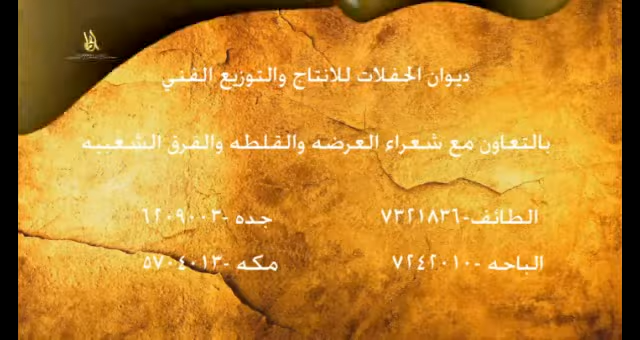 ديوان الحفلات للانتاج والتوزيع الفني
بالتعاون مع شعراء العرضه والقلطه والفرق الشعبيه
الطائف-٧٣٢١٨٣٦ جده -٦٢٠٩٠٠٣
الباحه -٧٢٤٢٠١٠ مكه -٥٧٠٤٠١٣